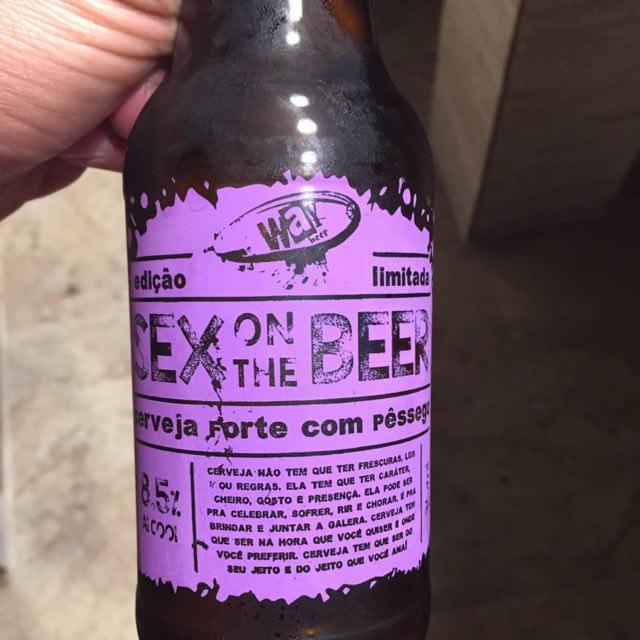 way
beer
edição limitada
SEX ON THE BEER
cerveja forte com Pêssego
8,5%
ALCOOL
CERVEJA NÃO TEM QUE TER FRESCURAS, LEIS
OU REGRAS. ELA TEM QUE TER CARÁTER,
CHEIRO, GOSTO E PRESENÇA. ELA PODE SER
PRA CELEBRAR, SOFRER, RIR E CHORAR. É PRA
BRINDAR E JUNTAR A GALERA. CERVEJA TEM
QUE SER NA HORA QUE VOCÊ QUISER E ONDE
VOCÊ PREFERIR. CERVEJA TEM QUE SER DO
SEU JEITO E DO JEITO QUE VOCÊ AMA!